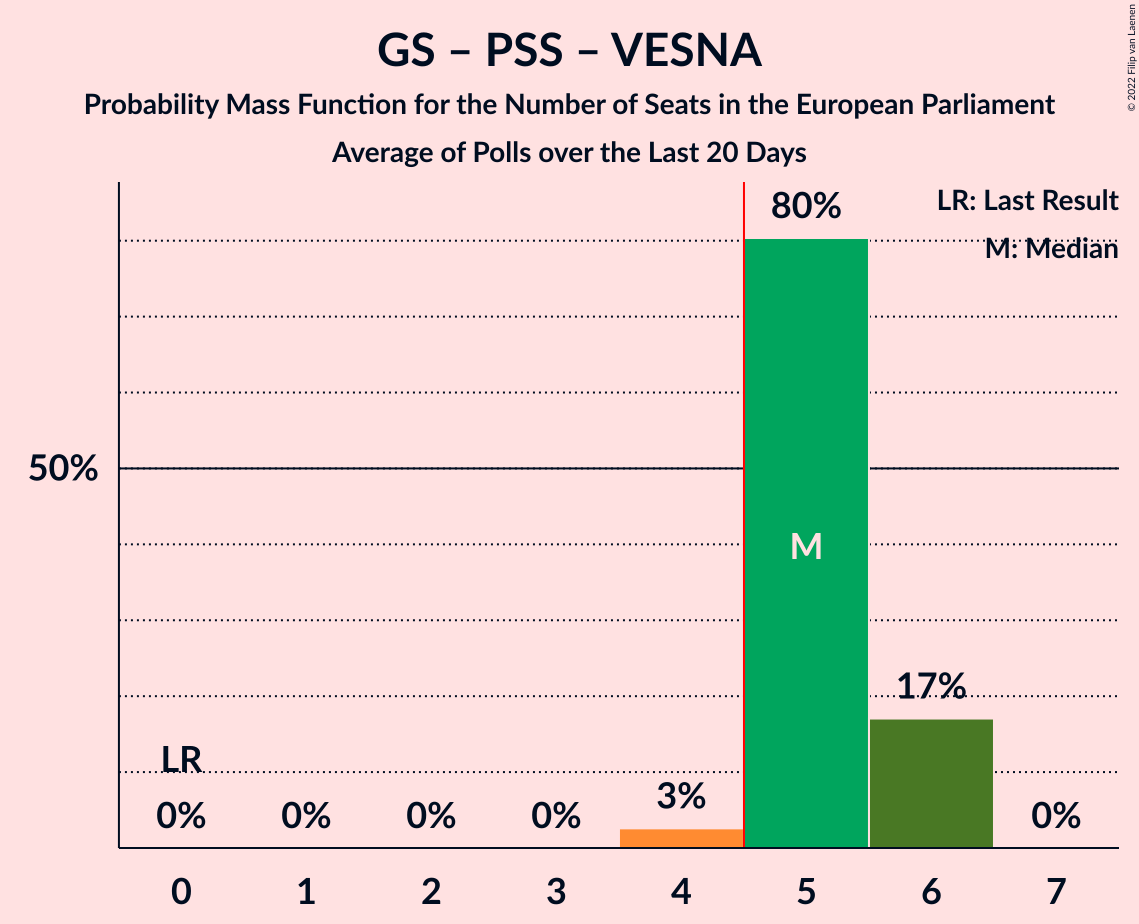 GS – PSS – VESNA
Probability Mass Function for the Number of Seats in the European Parliament
Average of Polls over the Last 20 Days
© 2022 Filip van Laenen
LR: Last Result
M: Median
80%
50%
M
17%
LR
3%
0% 0% 0% 0% 0%
0 1 2 3 4 5 6 7